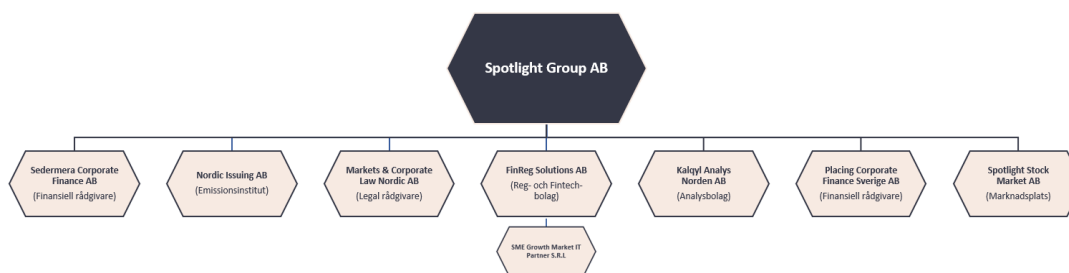 Spotlight Group AB
Sedermera Corporate
Finance AB
(Finansiell rådgivare)
Nordic Issuing AB
(Emissionsinstitut)
Markets & Corporate
Law Nordic AB
(Legal rådgivare)
FinReg Solutions AB
(Reg- och Fintech-
bolag)
Kalqyl Analys
Norden AB
(Analysbolag)
Placing Corporate
Finance Sverige AB
(Finansiell rådgivare)
Spotlight Stock
Market AB
(Marknadsplats)
SME Growth Market IT
Partner S.R.L